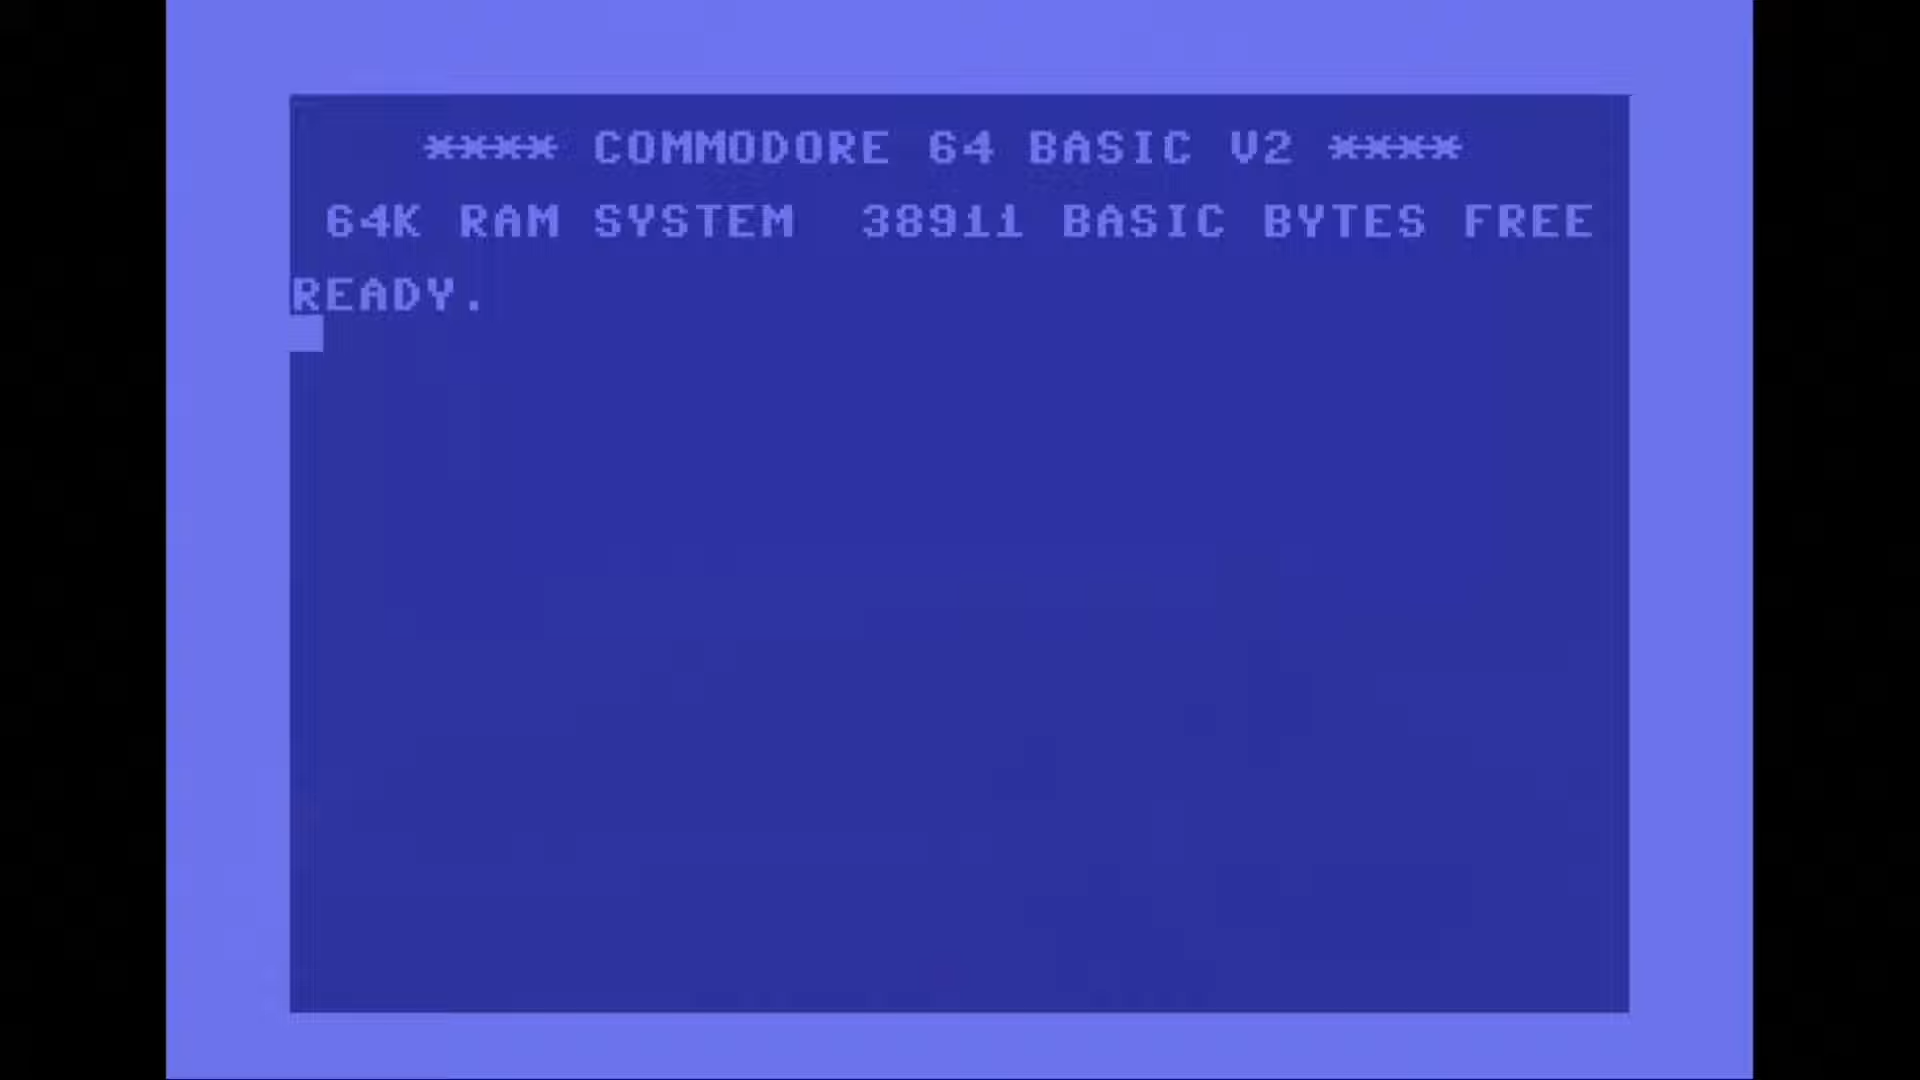 **** COMMODORE 64 BASIC V2 ****
64K RAM SYSTEM  38911 BASIC BYTES FREE
READY.